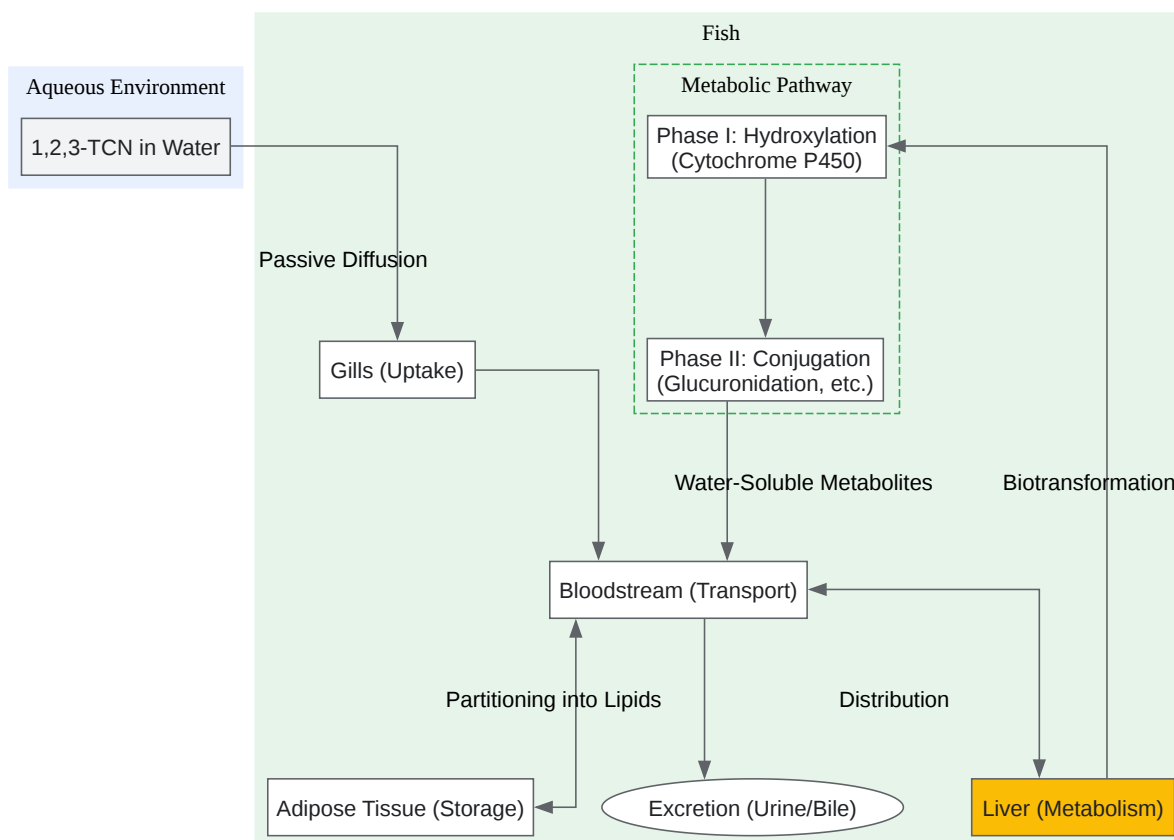 Fish
Aqueous Environment
Metabolic Pathway
1,2,3-TCN in Water
Phase I: Hydroxylation
(Cytochrome P450)
Passive Diffusion
Gills (Uptake)
Phase II: Conjugation
(Glucuronidation, etc.)
Water-Soluble Metabolites
Biotransformation
Bloodstream (Transport)
Partitioning into Lipids
Distribution
Adipose Tissue (Storage)
Excretion (Urine/Bile)
Liver (Metabolism)